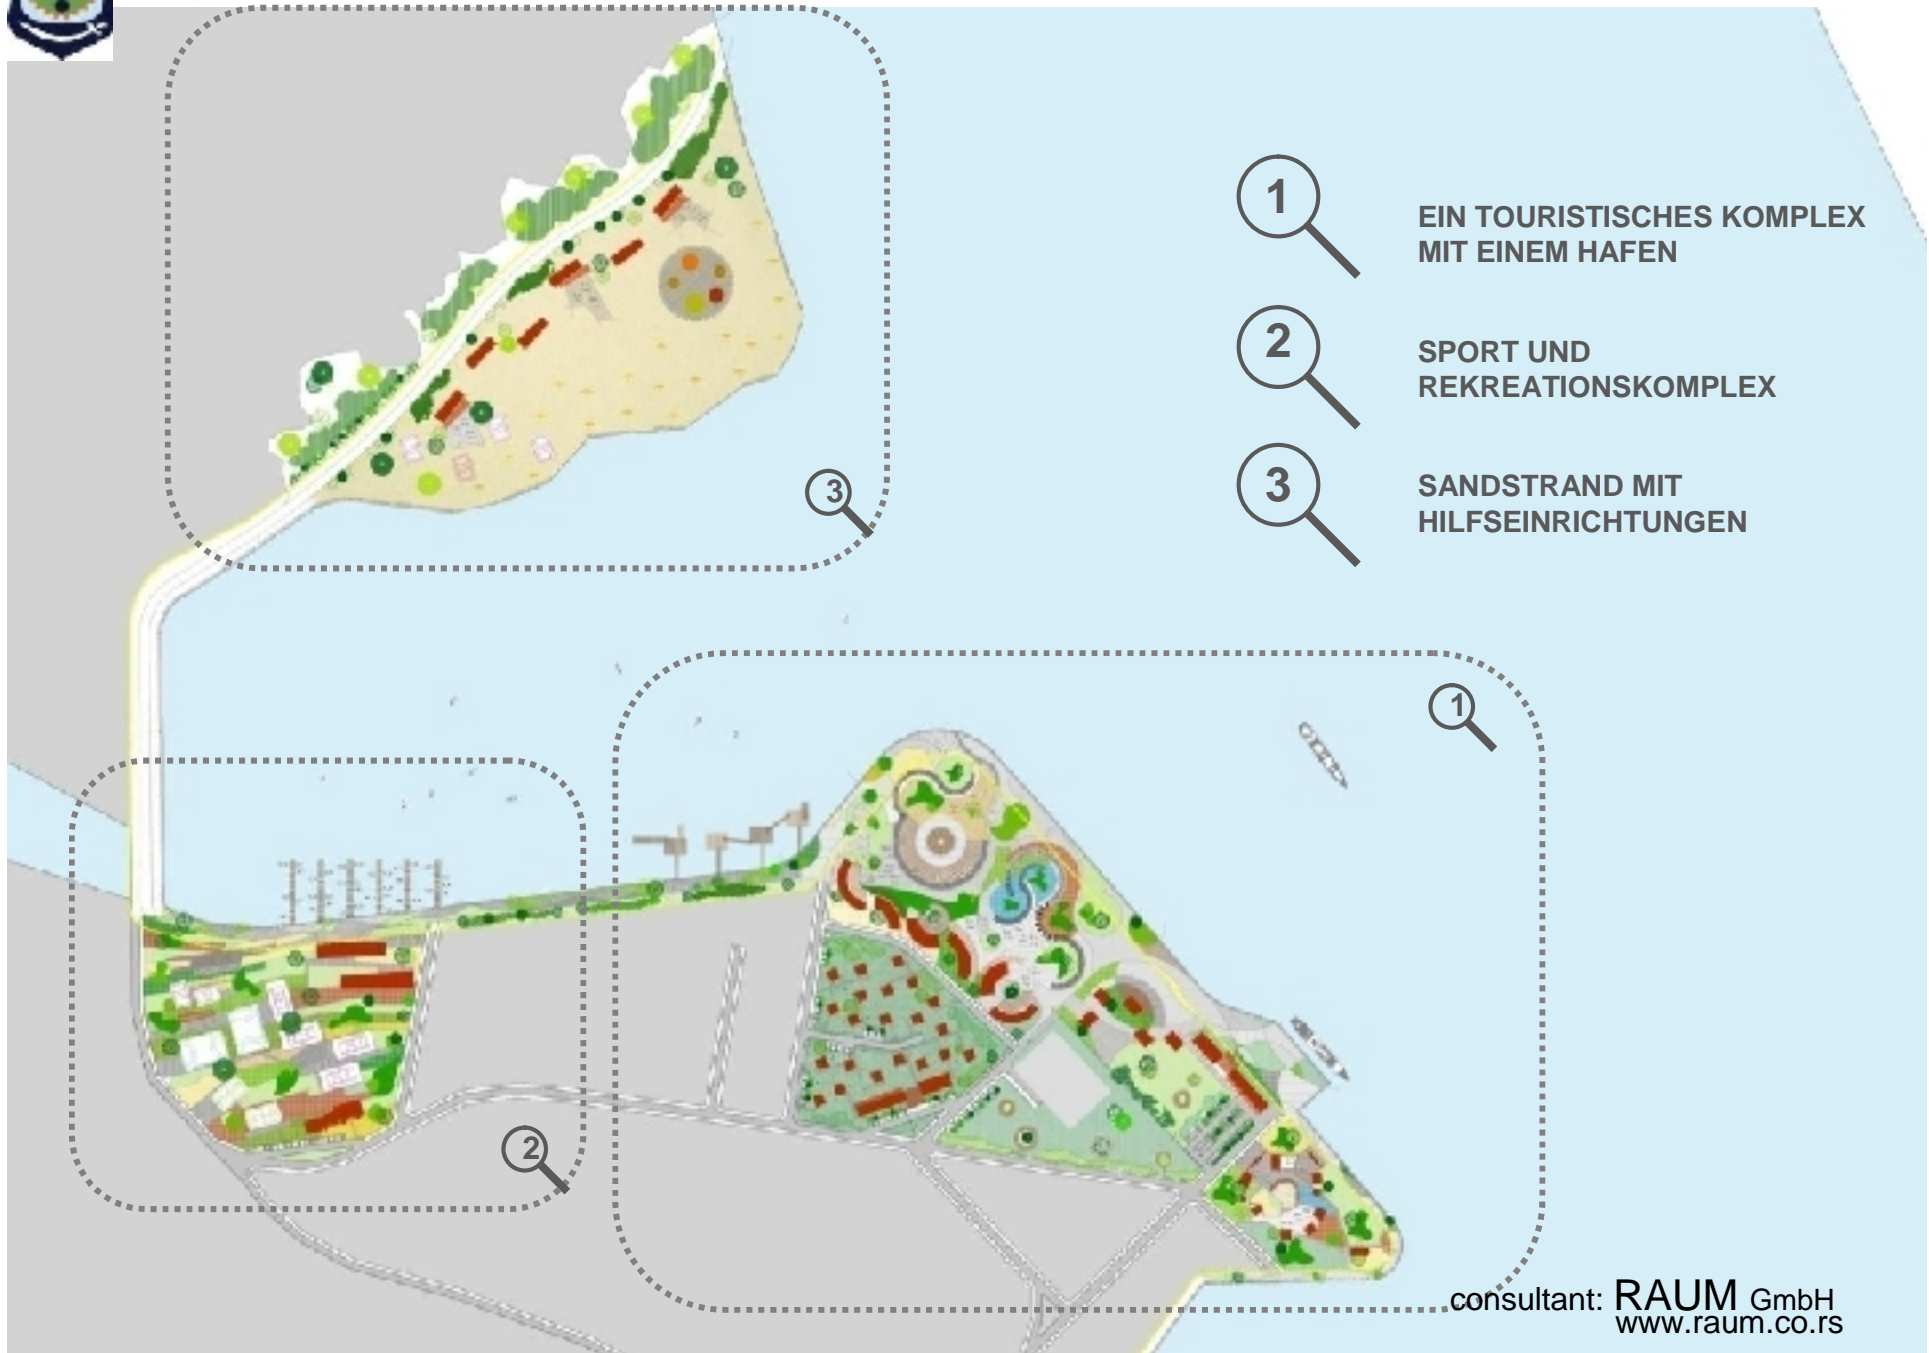 1
EIN TOURISTISCHES KOMPLEX
MIT EINEM HAFEN
2
SPORT UND
REKREATIONSKOMPLEX
3
SANDSTRAND MIT
HILFSEINRICHTUNGEN
3
1
2
consultant: RAUM GmbH
www.raum.co.rs